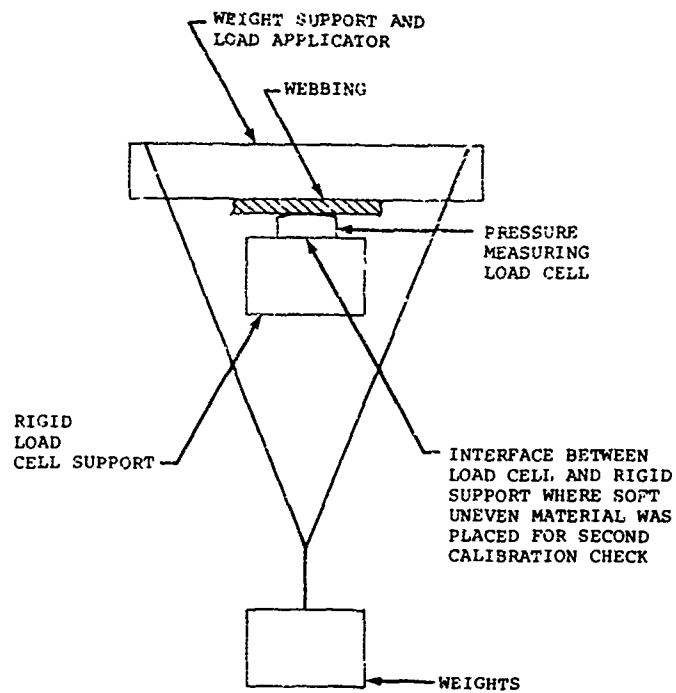 WEIGHT SUPPORT AND
LOAD APPLICATOR
WEBBING
PRESSURE
MEASURING
LOAD CELL
RIGID
LOAD
CELL SUPPORT
INTERFACE BETWEEN
LOAD CELL AND RIGID
SUPPORT WHERE SOFT
UNEVEN MATERIAL WAS
PLACED FOR SECOND
CALIBRATION CHECK
WEIGHTS